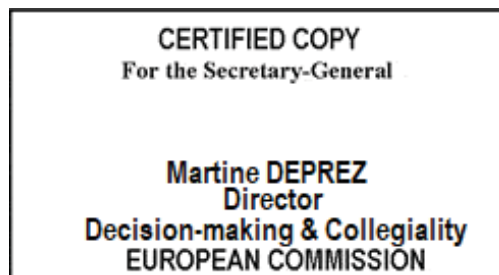 CERTIFIED COPY
For the Secretary-General
Martine DEPREZ
Director
Decision-making & Collegiality
EUROPEAN COMMISSION